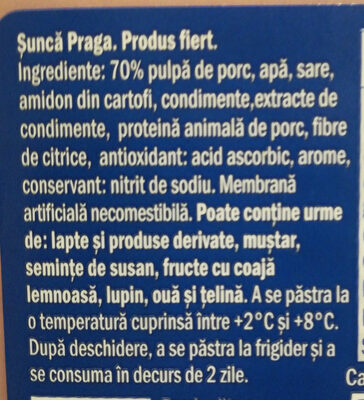 Șuncă Praga. Produs fiert.
Ingrediente: 70% pulpă de porc, apă, sare,
amidon din cartofi, condimente,extracte de
condimente, proteină animală de porc, fibre
de citrice, antioxidant: acid ascorbic, arome,
conservant: nitrit de sodiu. Membrană
artificială necomestibilă. Poate conține urme
de: lapte și produse derivate, muștar,
semințe de susan, fructe cu coajă
lemnoasă, lupin, ouă și țelină. A se păstra la
o temperatură cuprinsă între +2°C și +8°C.
După deschidere, a se păstra la frigider și a
se consuma în decurs de 2 zile.
Ca